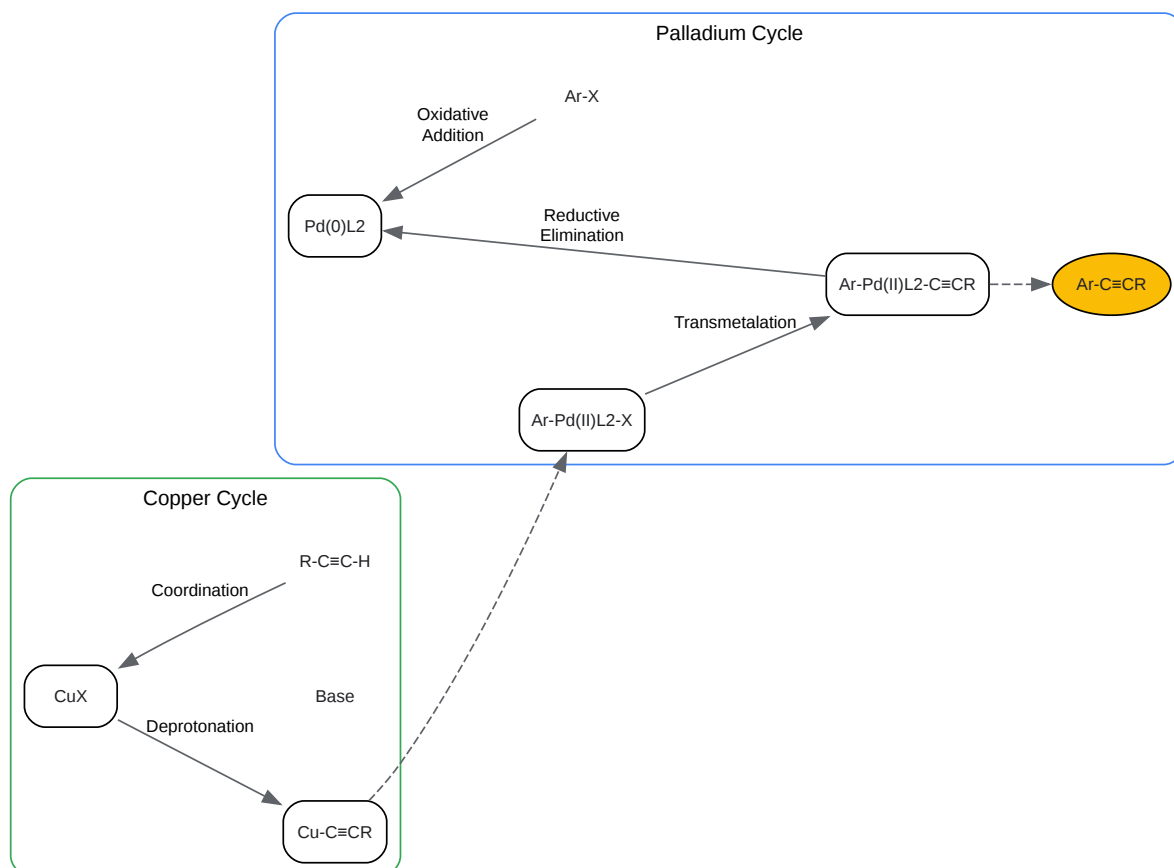 Palladium Cycle
Ar-X
Oxidative
Addition
Pd(0)L2
Reductive
Elimination
Ar-Pd(II)L2-C≡CR
Ar-C≡CR
Transmetalation
Ar-Pd(II)L2-X
Copper Cycle
R-C≡C-H
Coordination
CuX
Base
Deprotonation
Cu-C≡CR